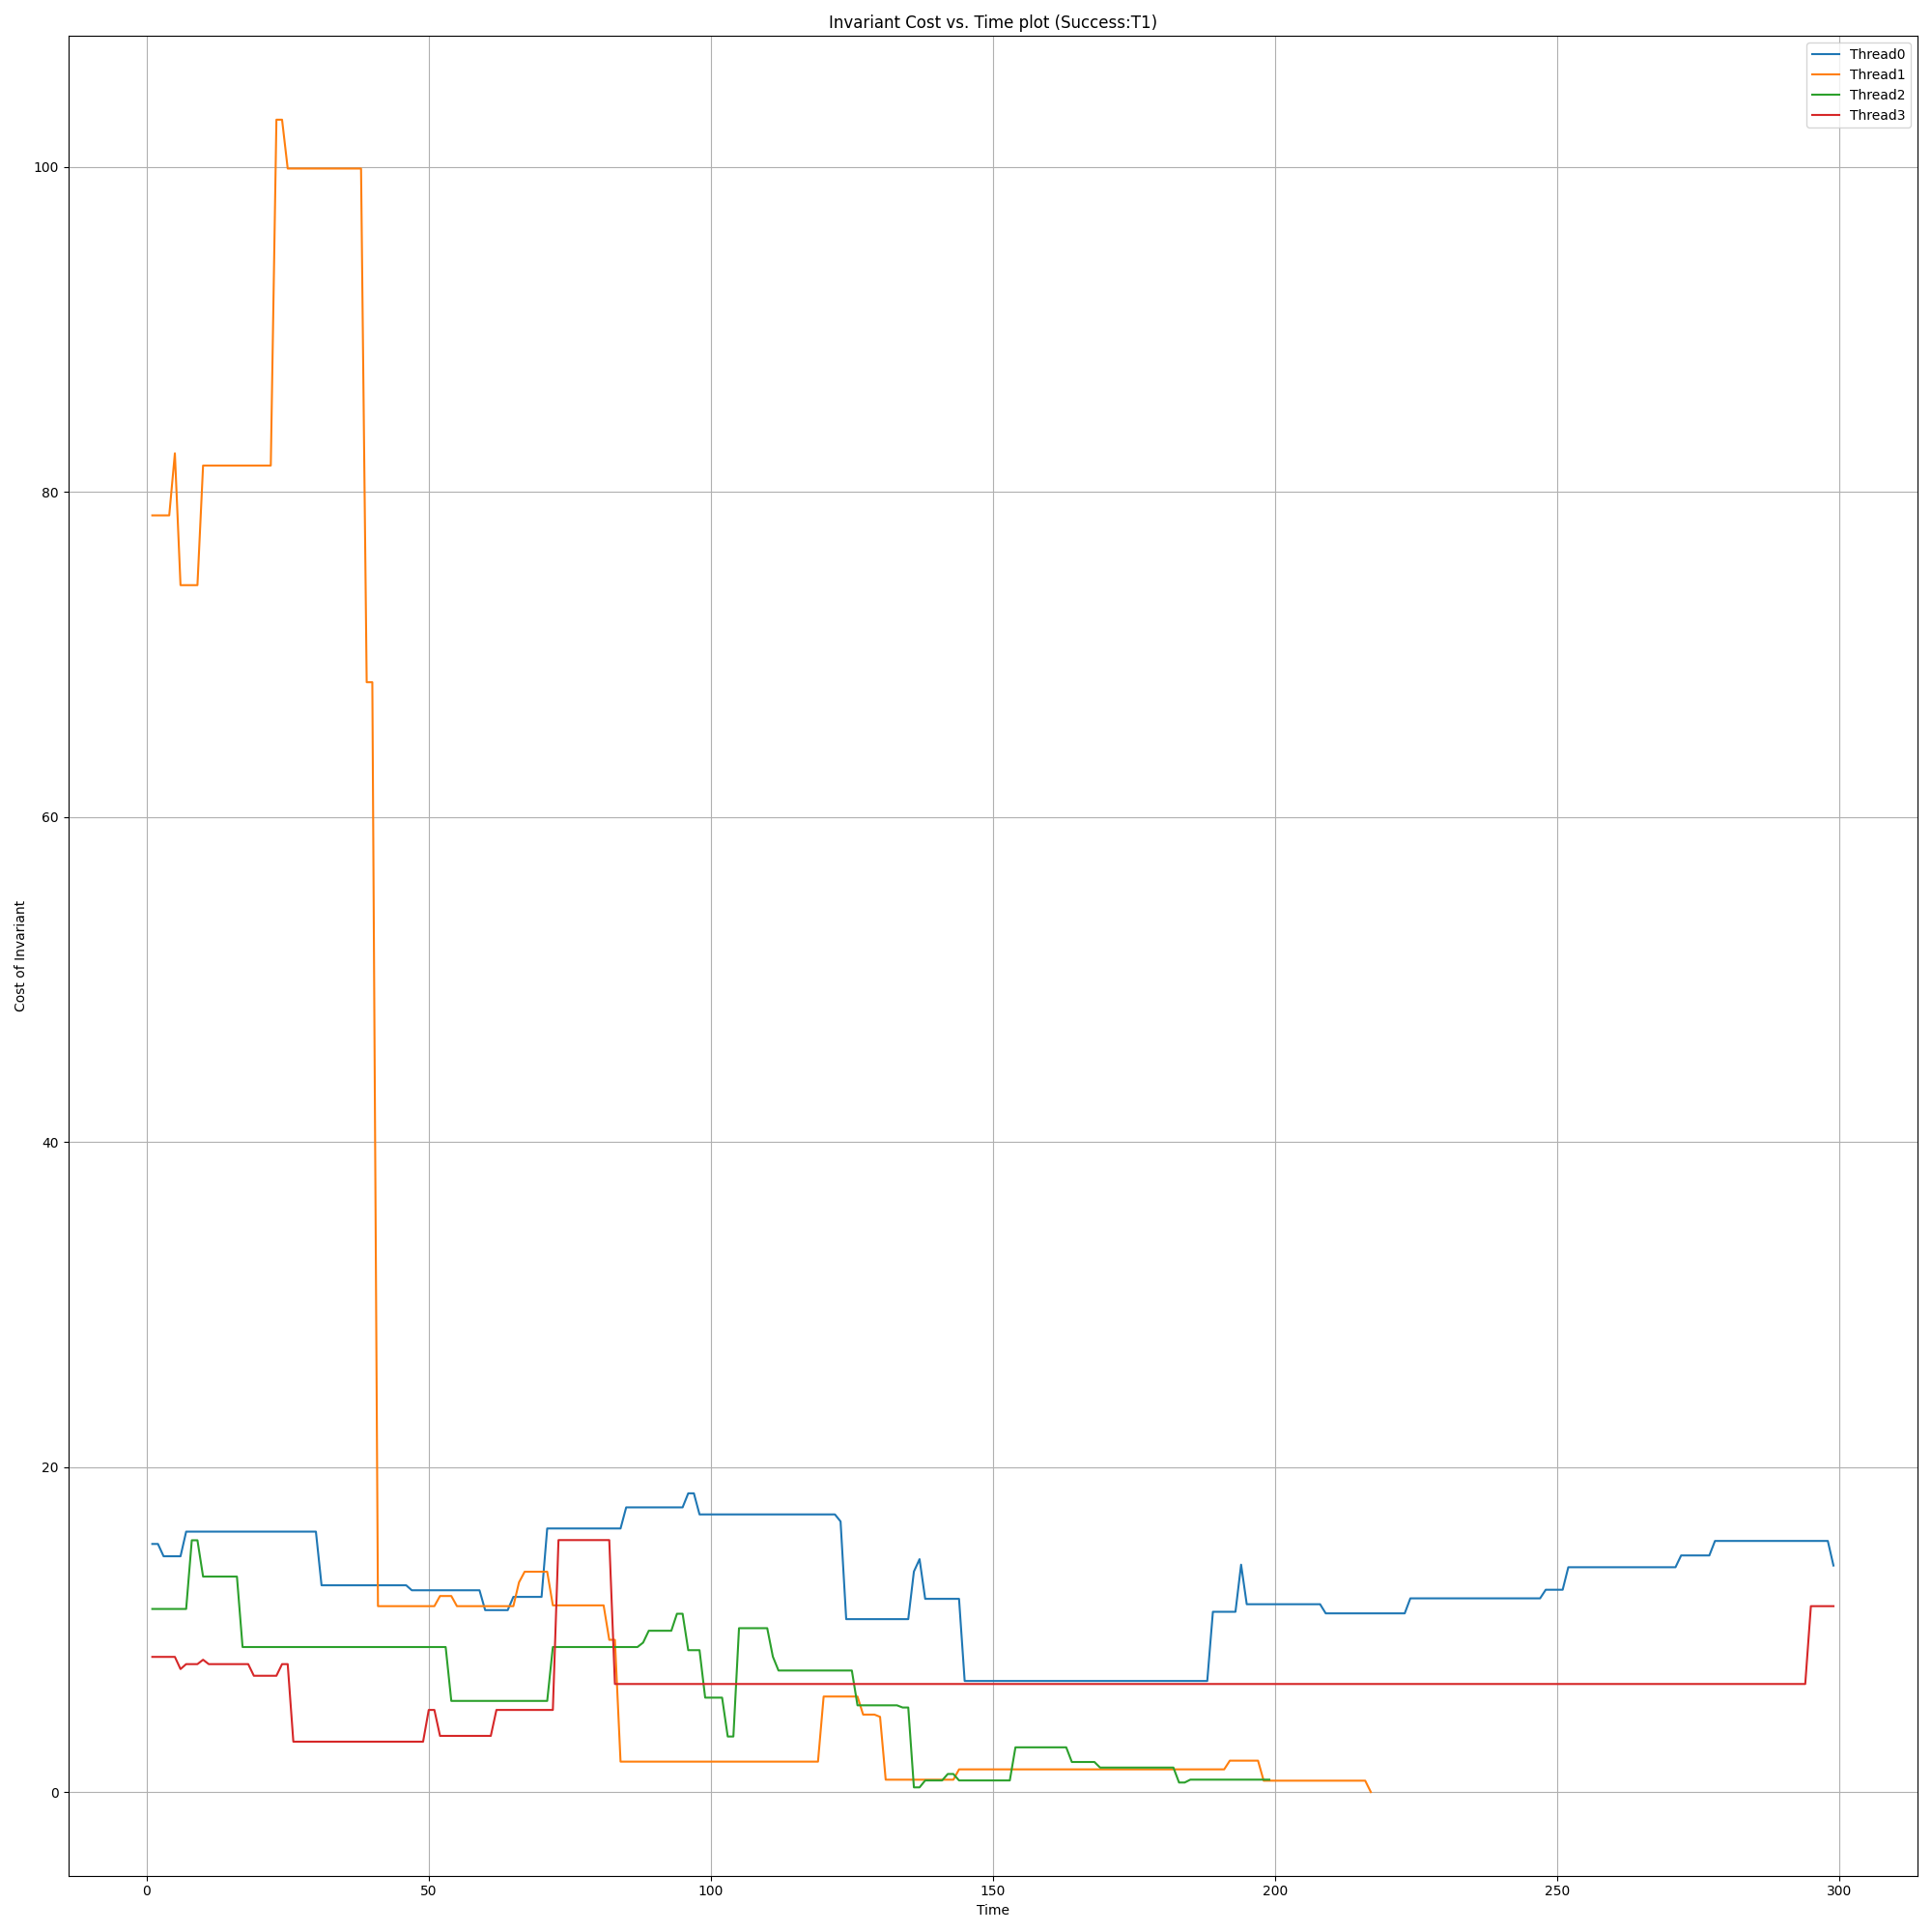 Invariant Cost vs. Time plot (Success:T1)
Thread0
Thread1
Thread2
Thread3
100
80
60
40
20
0
Cost of Invariant
0 50 100 150 200 250 300
Time